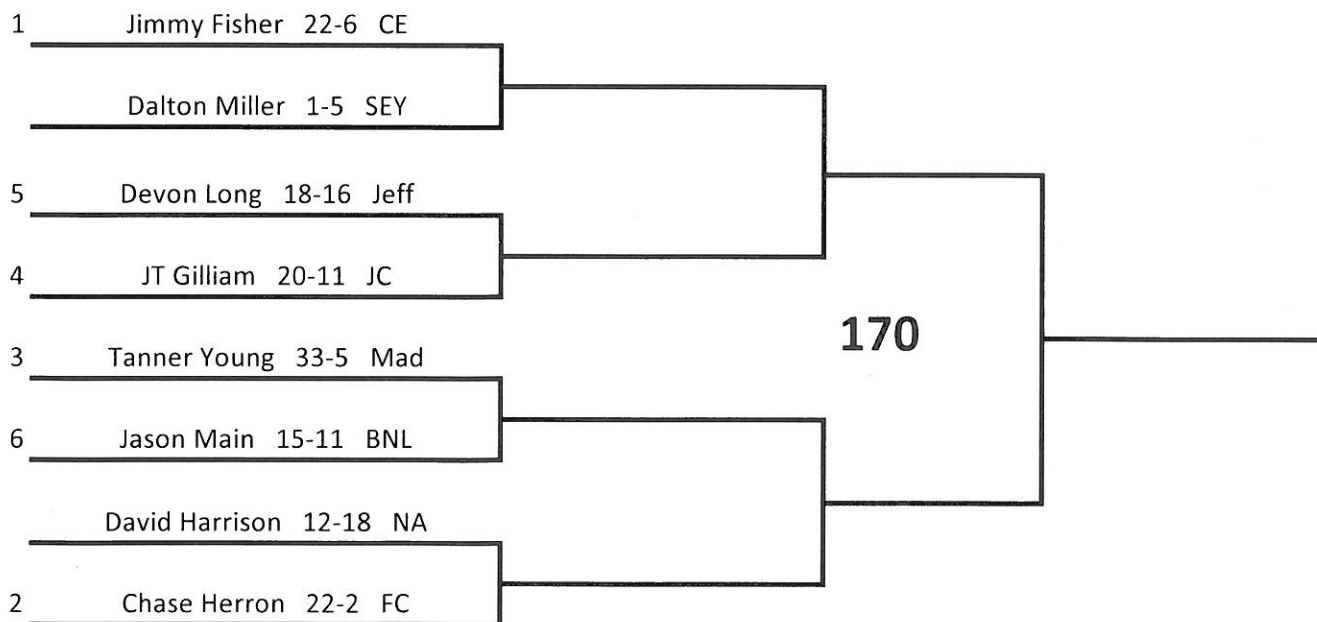 1 Jimmy Fisher 22-6 CE
Dalton Miller 1-5 SEY
5 Devon Long 18-16 Jeff
4 JT Gilliam 20-11 JC
170
3 Tanner Young 33-5 Mad
6 Jason Main 15-11 BNL
David Harrison 12-18 NA
2 Chase Herron 22-2 FC